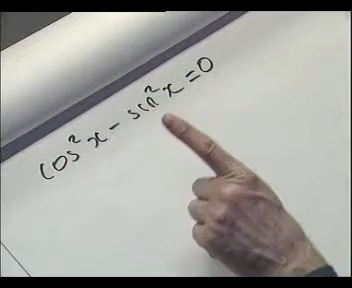 cos²x - sin²x = 0